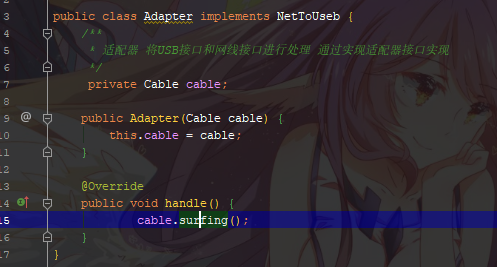 2
3 public class Adapter implements NetToUseb {
4 /**
5 * 适配器 将USB接口和网线接口进行处理 通过实现适配器接口实现
6 */
7 private Cable cable;
8
9 @ public Adapter(Cable cable) {
10 this.cable = cable;
11 }
12
13 @Override
14 public void handle() {
15 cable.surfing();
16 }
17 }